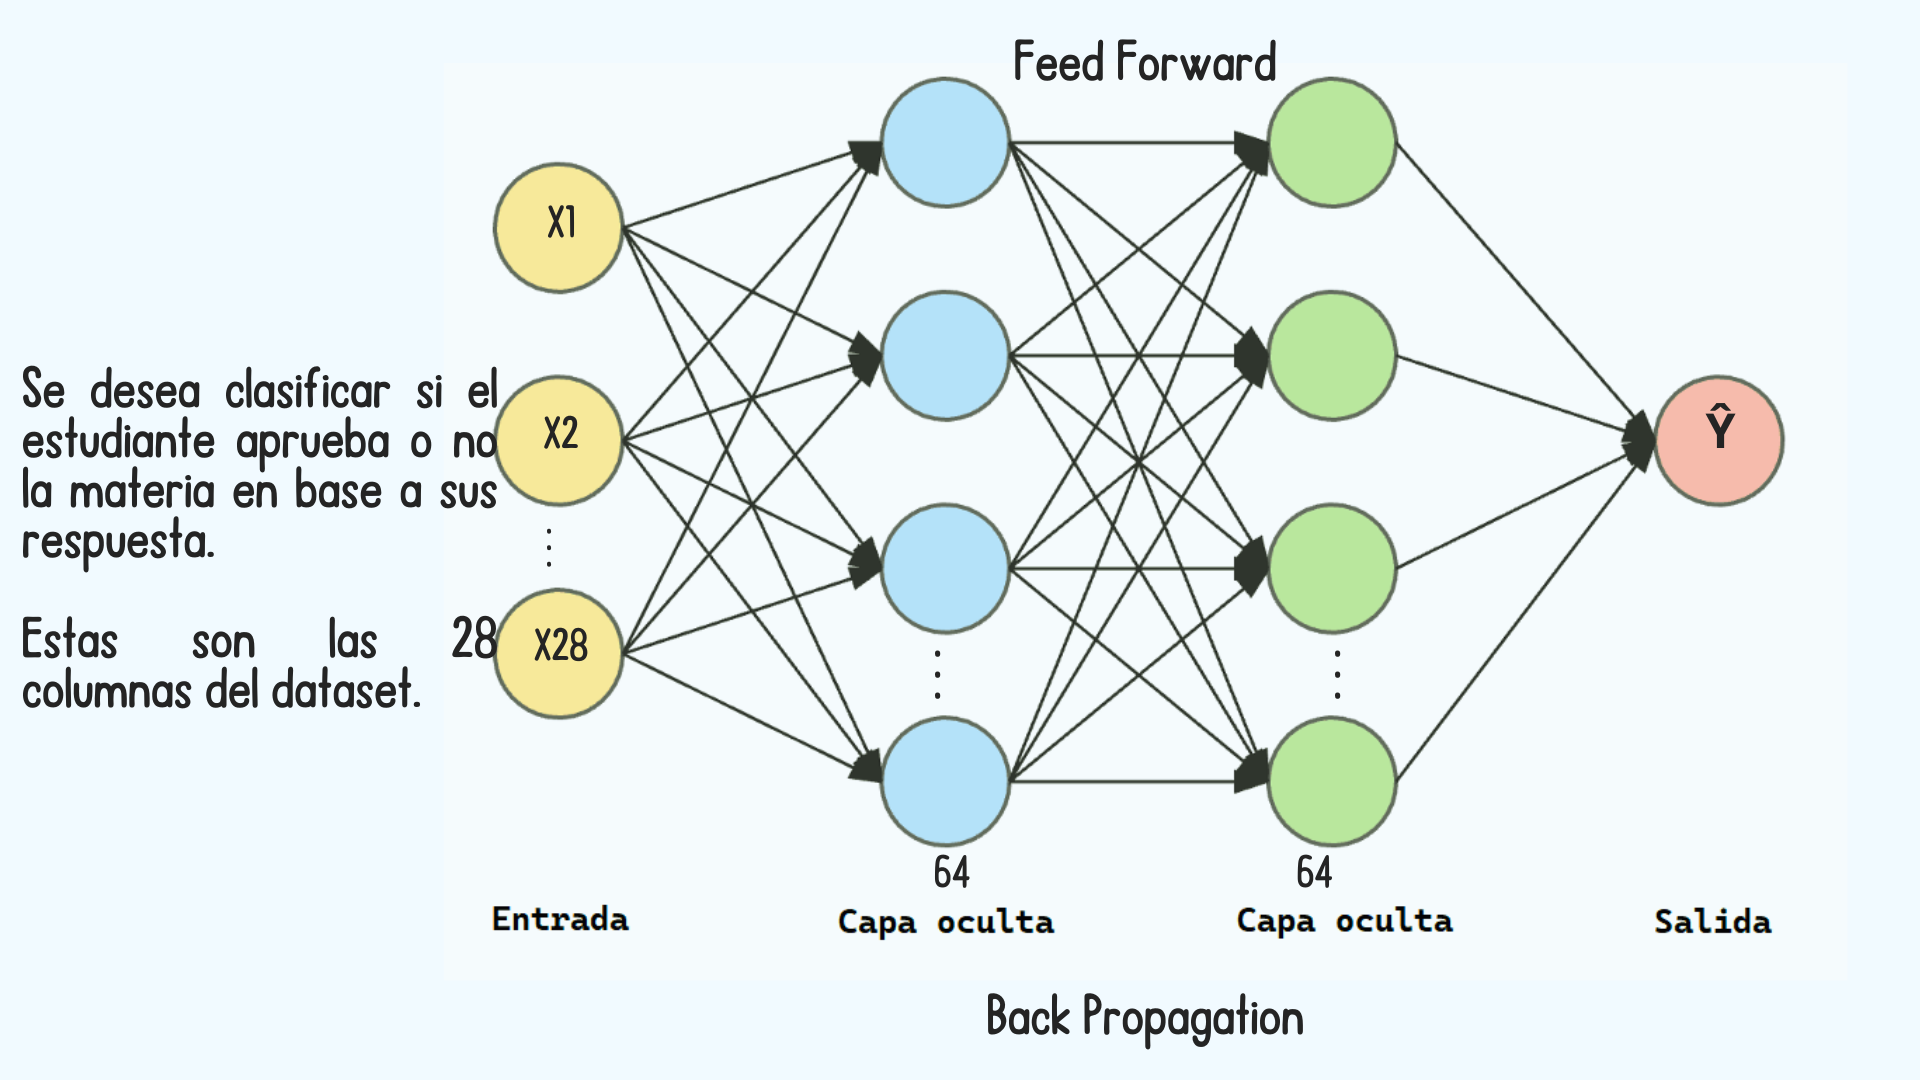 Feed Forward
X1
Se desea clasificar si el
estudiante aprueba o no
la materia en base a sus
respuesta.
X2
Ŷ
Estas son las 28
columnas del dataset.
X28
64
64
Entrada
Capa oculta
Capa oculta
Salida
Back Propagation